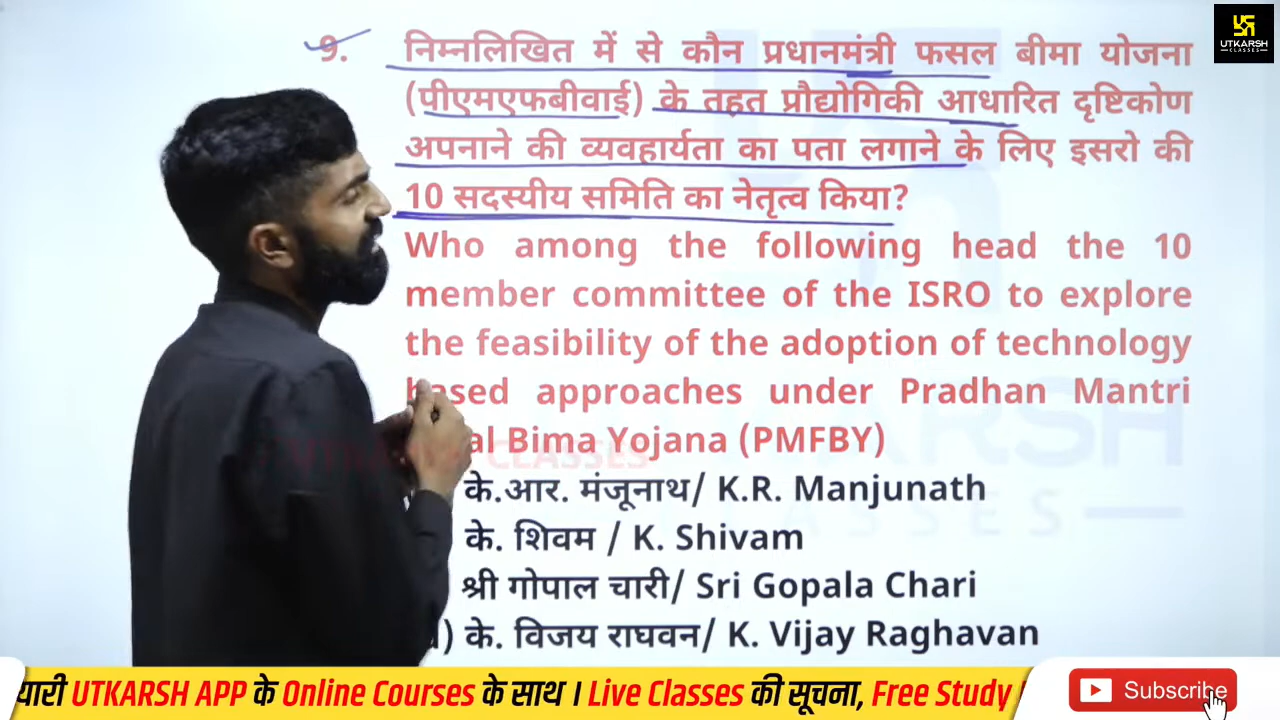 UTKARSH
CLASSES
9. निम्नलिखित में से कौन प्रधानमंत्री फसल बीमा योजना
(पीएमएफबीवाई) के तहत प्रौद्योगिकी आधारित दृष्टिकोण
अपनाने की व्यवहार्यता का पता लगाने के लिए इसरो की
10 सदस्यीय समिति का नेतृत्व किया?
Who among the following head the 10
member committee of the ISRO to explore
the feasibility of the adoption of technology
based approaches under Pradhan Mantri
al Bima Yojana (PMFBY)
के.आर. मंजूनाथ/ K.R. Manjunath
के. शिवम / K. Shivam
श्री गोपाल चारी/ Sri Gopala Chari
) के. विजय राघवन/ K. Vijay Raghavan
यारी UTKARSH APP के Online Courses के साथ । Live Classes की सूचना, Free Study
Subscribe